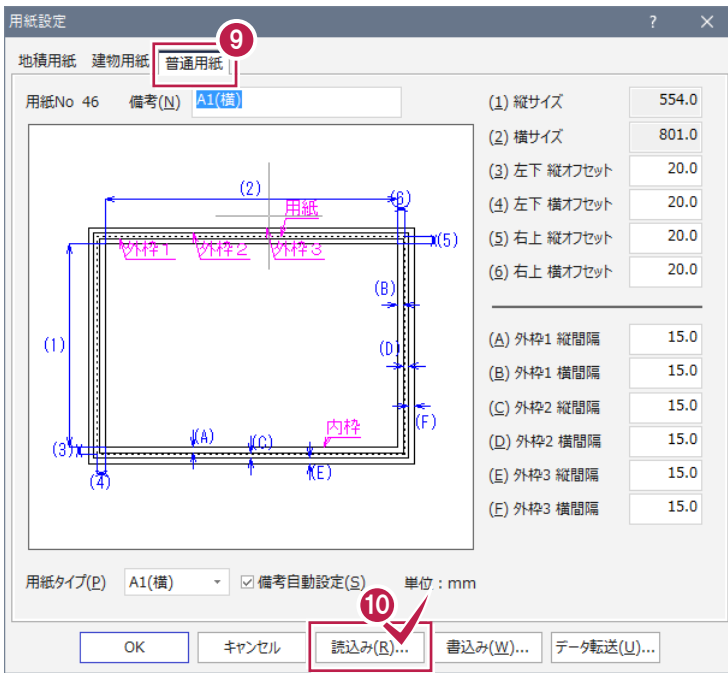 用紙設定 ? ×
9
地積用紙 建物用紙 普通用紙
用紙No 46 備考(N) A1(横)
(1) 縦サイズ 554.0
(2) 横サイズ 801.0
(3) 左下 縦オフセット 20.0
(4) 左下 横オフセット 20.0
(5) 右上 縦オフセット 20.0
(6) 右上 横オフセット 20.0
(A) 外枠1 縦間隔 15.0
(B) 外枠1 横間隔 15.0
(C) 外枠2 縦間隔 15.0
(D) 外枠2 横間隔 15.0
(E) 外枠3 縦間隔 15.0
(F) 外枠3 横間隔 15.0
(2)
(6)
用紙
外枠1 外枠2 外枠3 (5)
(B)
(1) (D)
内枠 (F)
(3) (A) (C)
(4) (E)
用紙タイプ(P) A1(横) 備考自動設定(S) 単位:mm
10
OK キャンセル 読込み(R)... 書込み(W)... データ転送(U)...